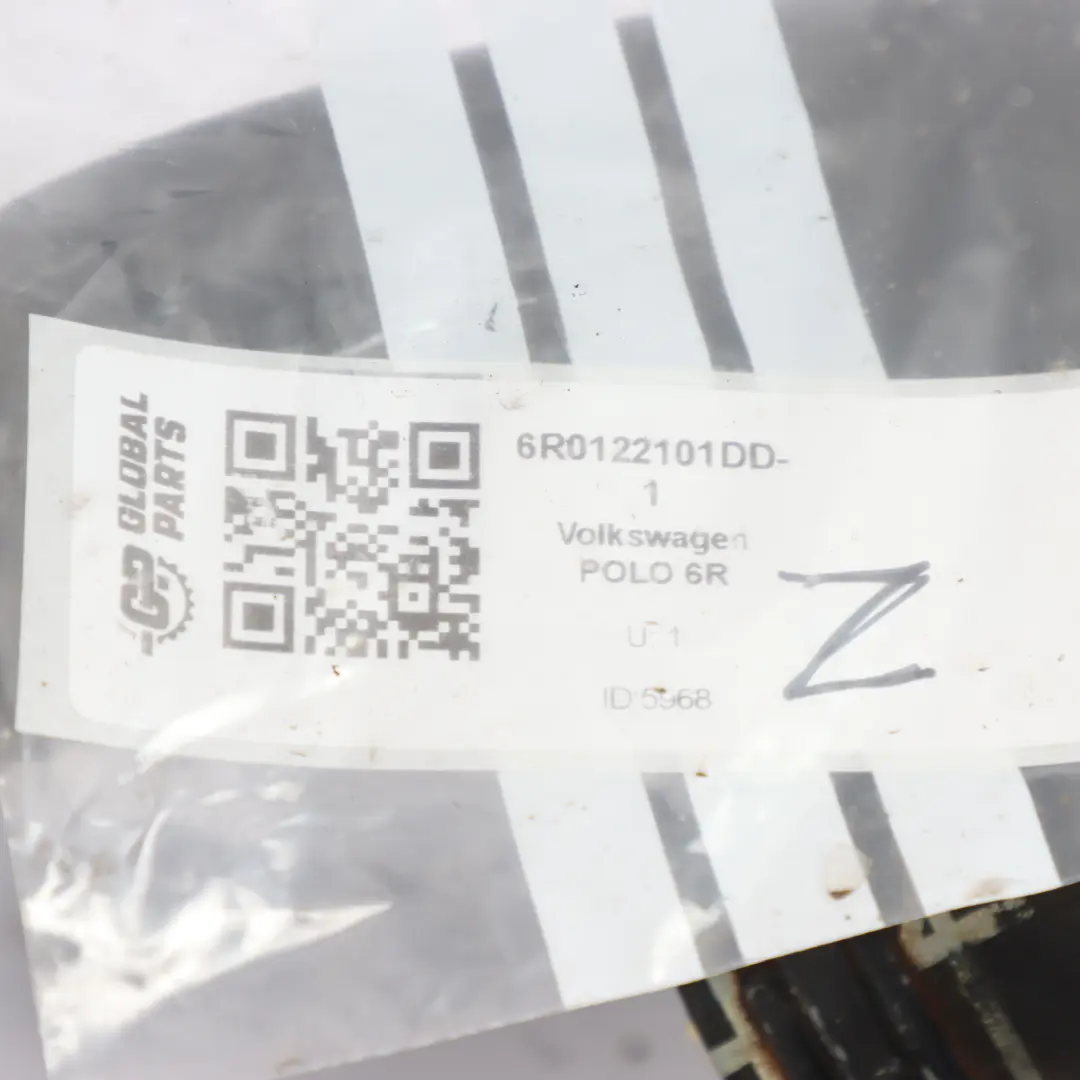 GLOBAL
PARTS
6R0122101DD-
1
Volkswagen
POLO 6R
ID 5968
Z